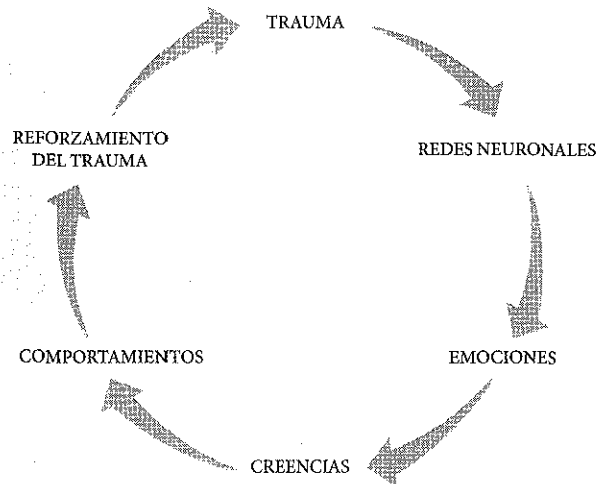 TRAUMA
REDES NEURONALES
EMOCIONES
CREENCIAS
COMPORTAMIENTOS
REFORZAMIENTO
DEL TRAUMA